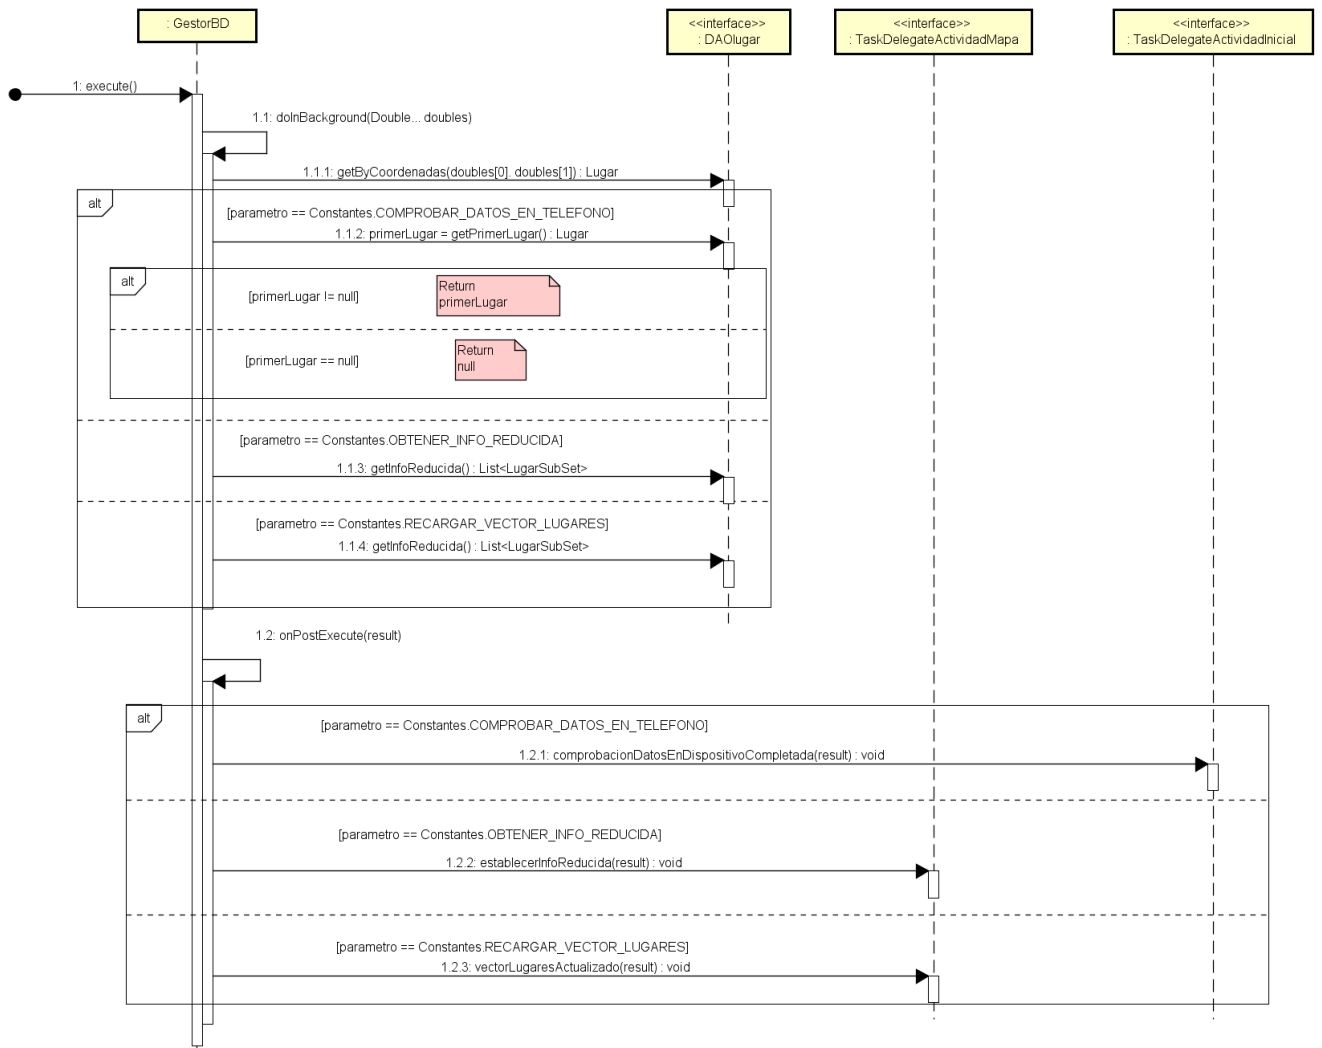 : GestorBD
<<interface>>
: DAOlugar
<<interface>>
: TaskDelegateActividadMapa
<<interface>>
: TaskDelegateActividadInicial
1: execute()
1.1: doInBackground(Double... doubles)
1.1.1: getByCoordenadas(doubles[0]. doubles[1]) : Lugar
alt
[parametro == Constantes.COMPROBAR_DATOS_EN_TELEFONO]
1.1.2: primerLugar = getPrimerLugar() : Lugar
alt
[primerLugar != null]
Return
primerLugar
[primerLugar == null]
Return
null
[parametro == Constantes.OBTENER_INFO_REDUCIDA]
1.1.3: getInfoReducida() : List<LugarSubSet>
[parametro == Constantes.RECARGAR_VECTOR_LUGARES]
1.1.4: getInfoReducida() : List<LugarSubSet>
1.2: onPostExecute(result)
alt
[parametro == Constantes.COMPROBAR_DATOS_EN_TELEFONO]
1.2.1: comprobacionDatosEnDispositivoCompletada(result) : void
[parametro == Constantes.OBTENER_INFO_REDUCIDA]
1.2.2: establecerInfoReducida(result) : void
[parametro == Constantes.RECARGAR_VECTOR_LUGARES]
1.2.3: vectorLugaresActualizado(result) : void